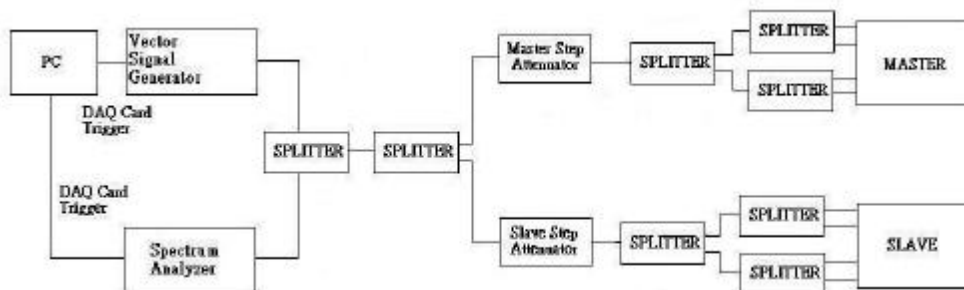 PC
Vector
Signal
Generator
DAQ Card
Trigger
DAQ Card
Trigger
Spectrum
Analyzer
SPLITTER
SPLITTER
Master Step
Attenuator
SPLITTER
SPLITTER
SPLITTER
MASTER
Slave Step
Attenuator
SPLITTER
SPLITTER
SPLITTER
SLAVE